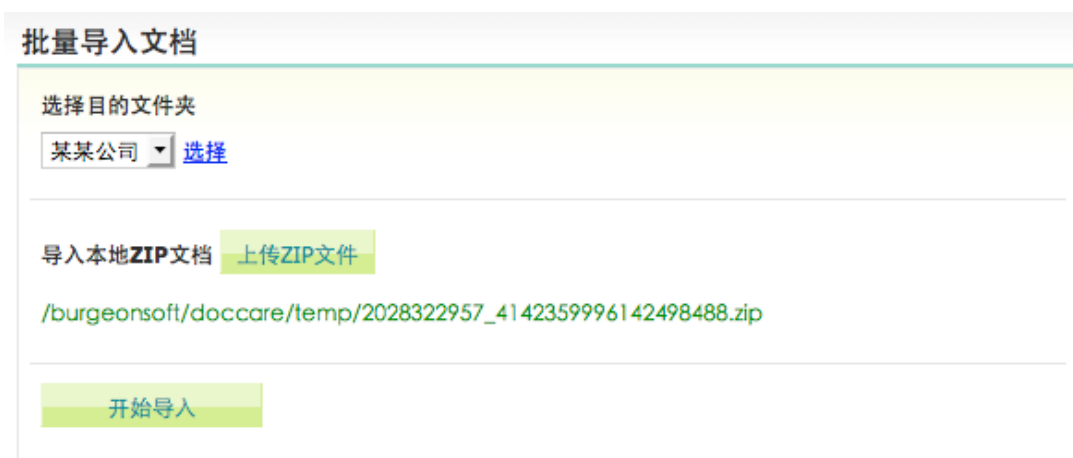 批量导入文档
选择目的文件夹
某某公司 选择
导入本地ZIP文档 上传ZIP文件
/burgeonsoft/doccare/temp/2028322957_4142359996142498488.zip
开始导入